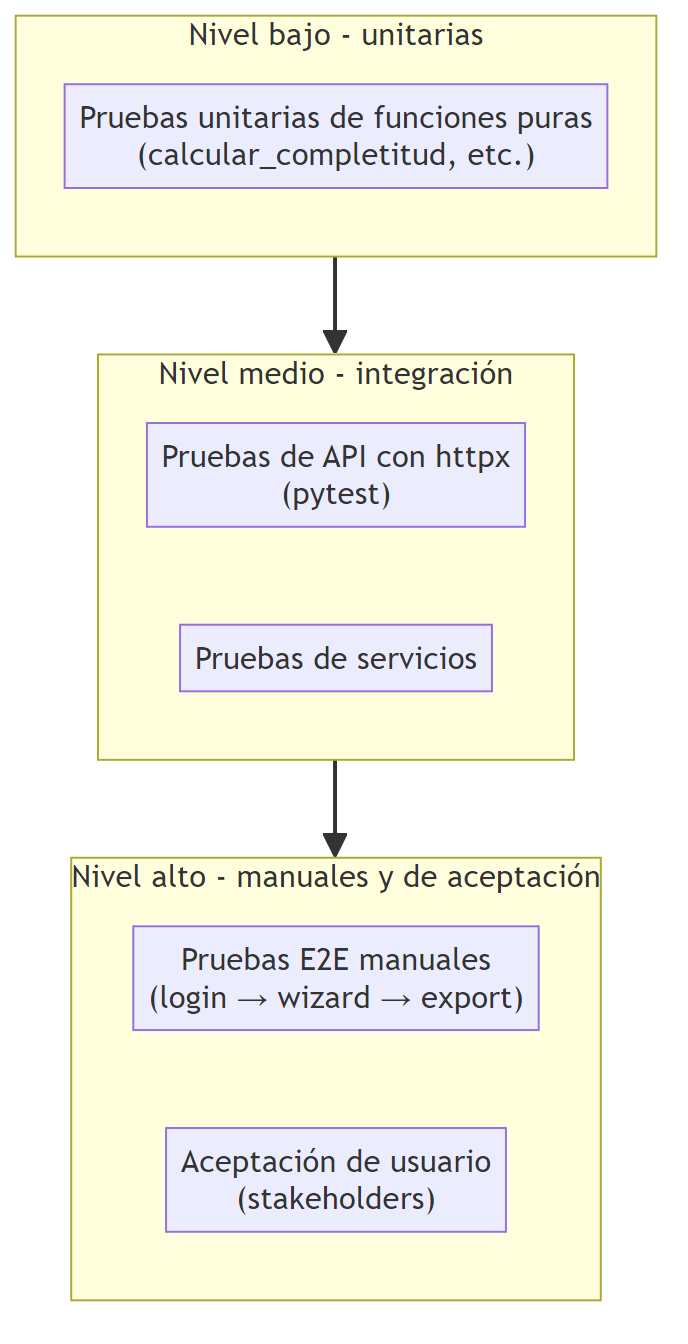 Nivel bajo - unitarias
Pruebas unitarias de funciones puras
(calcular_completitud, etc.)
Nivel medio - integración
Pruebas de API con httpx
(pytest)
Pruebas de servicios
Nivel alto - manuales y de aceptación
Pruebas E2E manuales
(login → wizard → export)
Aceptación de usuario
(stakeholders)